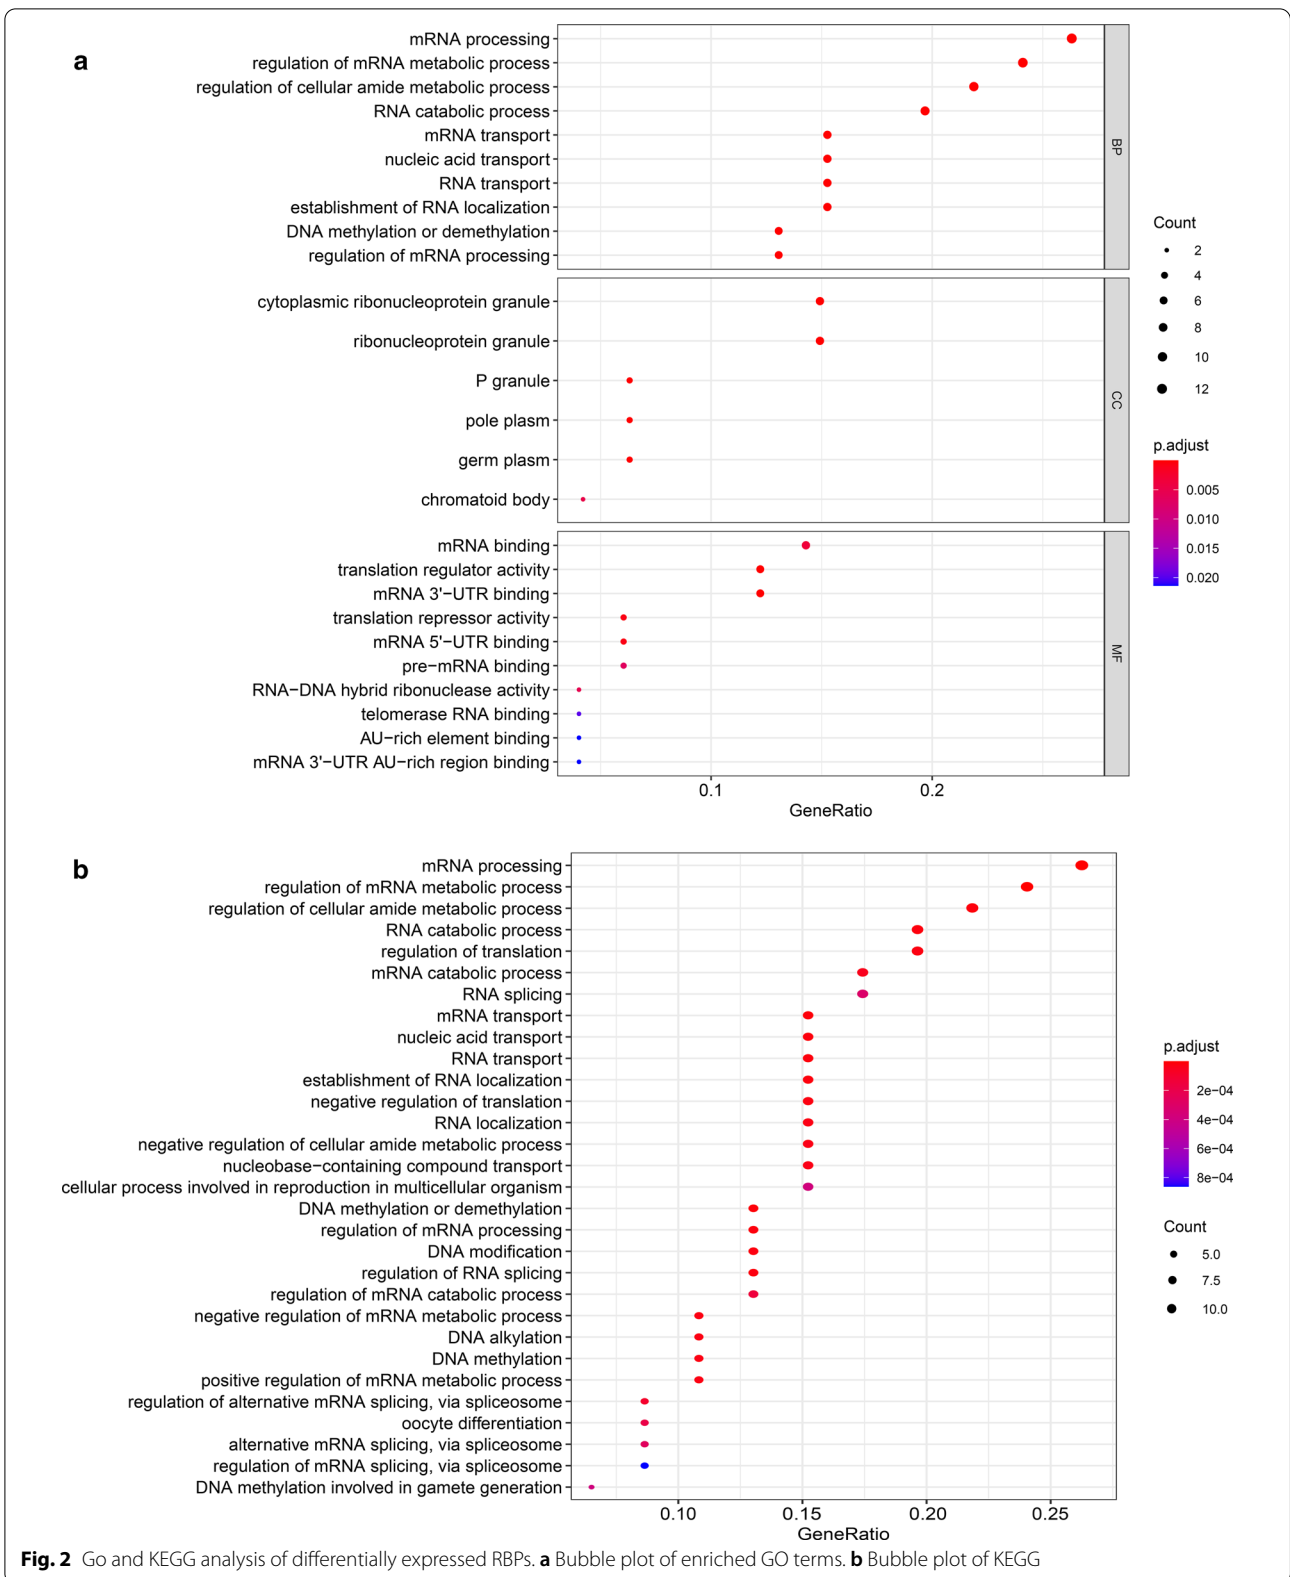 a
mRNA processing
regulation of mRNA metabolic process
regulation of cellular amide metabolic process
RNA catabolic process
mRNA transport
nucleic acid transport
RNA transport
establishment of RNA localization
DNA methylation or demethylation
regulation of mRNA processing
BP
cytoplasmic ribonucleoprotein granule
ribonucleoprotein granule
P granule
pole plasm
germ plasm
chromatoid body
CC
mRNA binding
translation regulator activity
mRNA 3'−UTR binding
translation repressor activity
mRNA 5'−UTR binding
pre−mRNA binding
RNA−DNA hybrid ribonuclease activity
telomerase RNA binding
AU−rich element binding
mRNA 3'−UTR AU−rich region binding
MF
0.1 0.2
GeneRatio
Count
2
4
6
8
10
12
p.adjust
0.005
0.010
0.015
0.020
b
mRNA processing
regulation of mRNA metabolic process
regulation of cellular amide metabolic process
RNA catabolic process
regulation of translation
mRNA catabolic process
RNA splicing
mRNA transport
nucleic acid transport
RNA transport
establishment of RNA localization
negative regulation of translation
RNA localization
negative regulation of cellular amide metabolic process
nucleobase−containing compound transport
cellular process involved in reproduction in multicellular organism
DNA methylation or demethylation
regulation of mRNA processing
DNA modification
regulation of RNA splicing
regulation of mRNA catabolic process
negative regulation of mRNA metabolic process
DNA alkylation
DNA methylation
positive regulation of mRNA metabolic process
regulation of alternative mRNA splicing, via spliceosome
oocyte differentiation
alternative mRNA splicing, via spliceosome
regulation of mRNA splicing, via spliceosome
DNA methylation involved in gamete generation
0.10 0.15 0.20 0.25
GeneRatio
p.adjust
2e−04
4e−04
6e−04
8e−04
Count
5.0
7.5
10.0
Fig. 2 Go and KEGG analysis of differentially expressed RBPs. a Bubble plot of enriched GO terms. b Bubble plot of KEGG